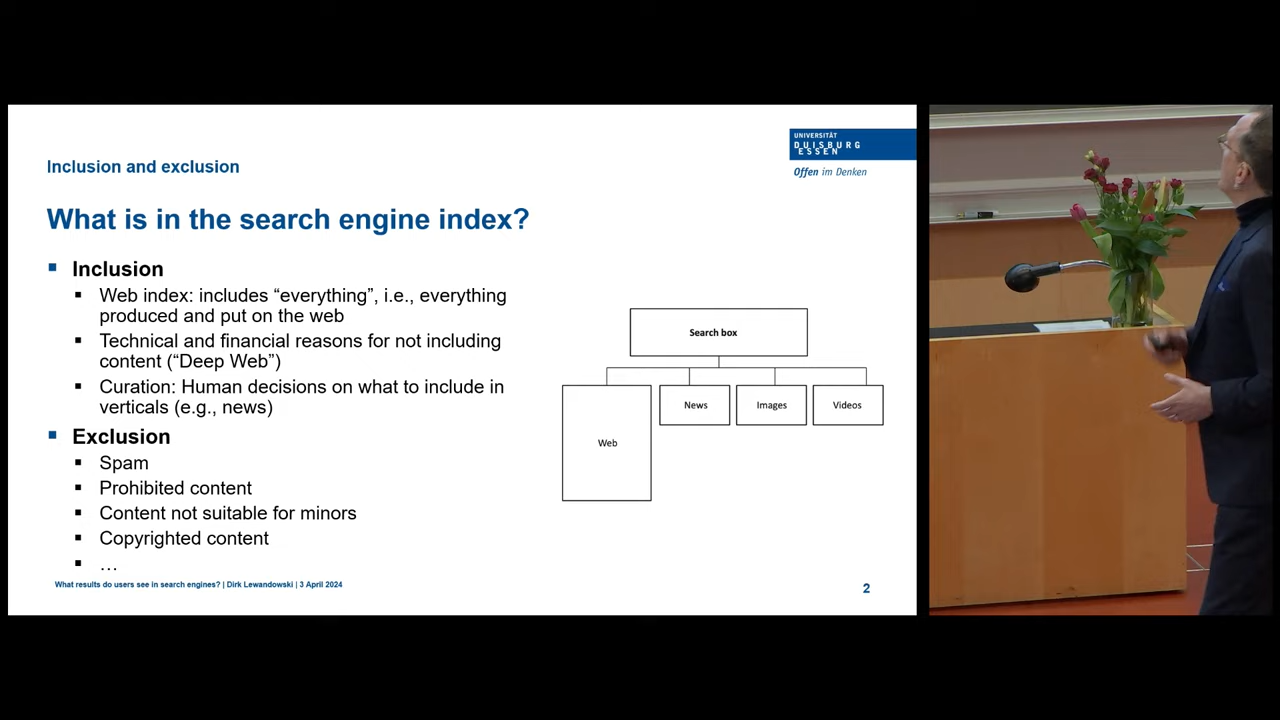 UNIVERSITÄT
DUISBURG
ESSEN
Offen im Denken
Inclusion and exclusion
What is in the search engine index?
▪ Inclusion
▪ Web index: includes “everything”, i.e., everything
produced and put on the web
▪ Technical and financial reasons for not including
content (“Deep Web”)
▪ Curation: Human decisions on what to include in
verticals (e.g., news)
▪ Exclusion
▪ Spam
▪ Prohibited content
▪ Content not suitable for minors
▪ Copyrighted content
▪ …
Search box
Web
News
Images
Videos
What results do users see in search engines? | Dirk Lewandowski | 3 April 2024
2